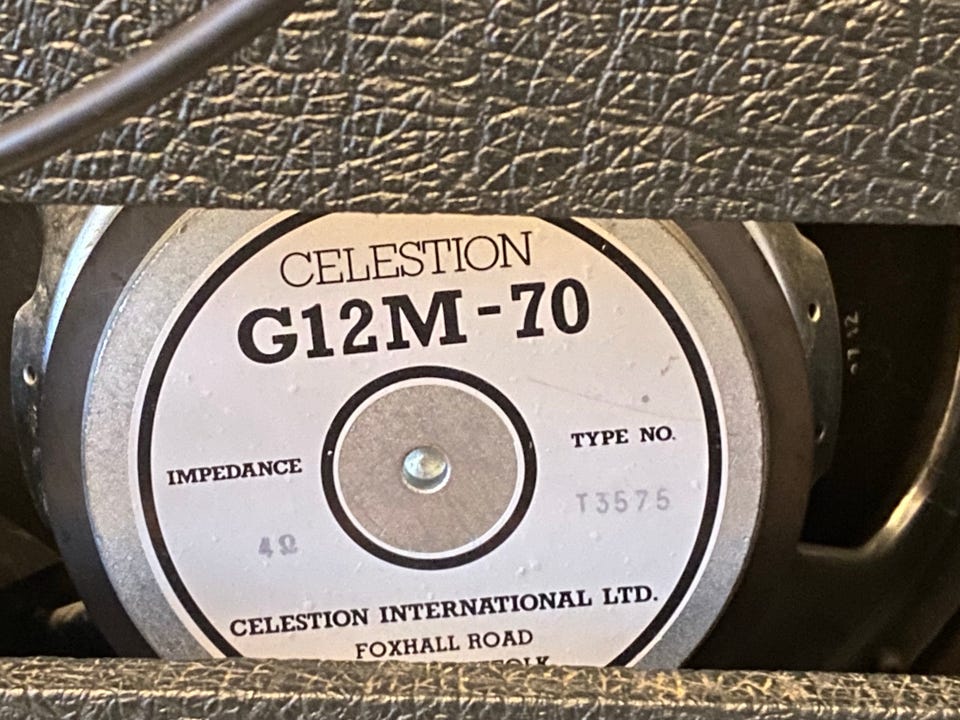 CELESTION
G12M-70
IMPEDANCE
TYPE NO.
4Ω
T3575
CELESTION INTERNATIONAL LTD.
FOXHALL ROAD